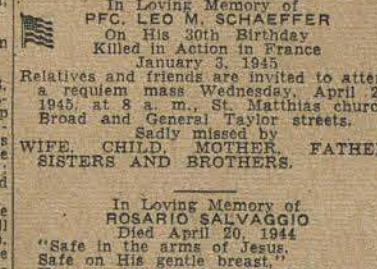 In Loving Memory of
PFC. LEO M. SCHAEFFER
On His 30th Birthday
Killed in Action in France
January 3, 1945
Relatives and friends are invited to
a requiem mass Wednesday, April
1945, at 8 a. m., St. Matthias
Broad and General Taylor streets.
Sadly missed by
WIFE, CHILD, MOTHER,
SISTERS AND BROTHERS.
In Loving Memory of
ROSARIO SALVAGGIO
Died April 20, 1944
"Safe in the arms of Jesus,
Safe on His gentle breast,"